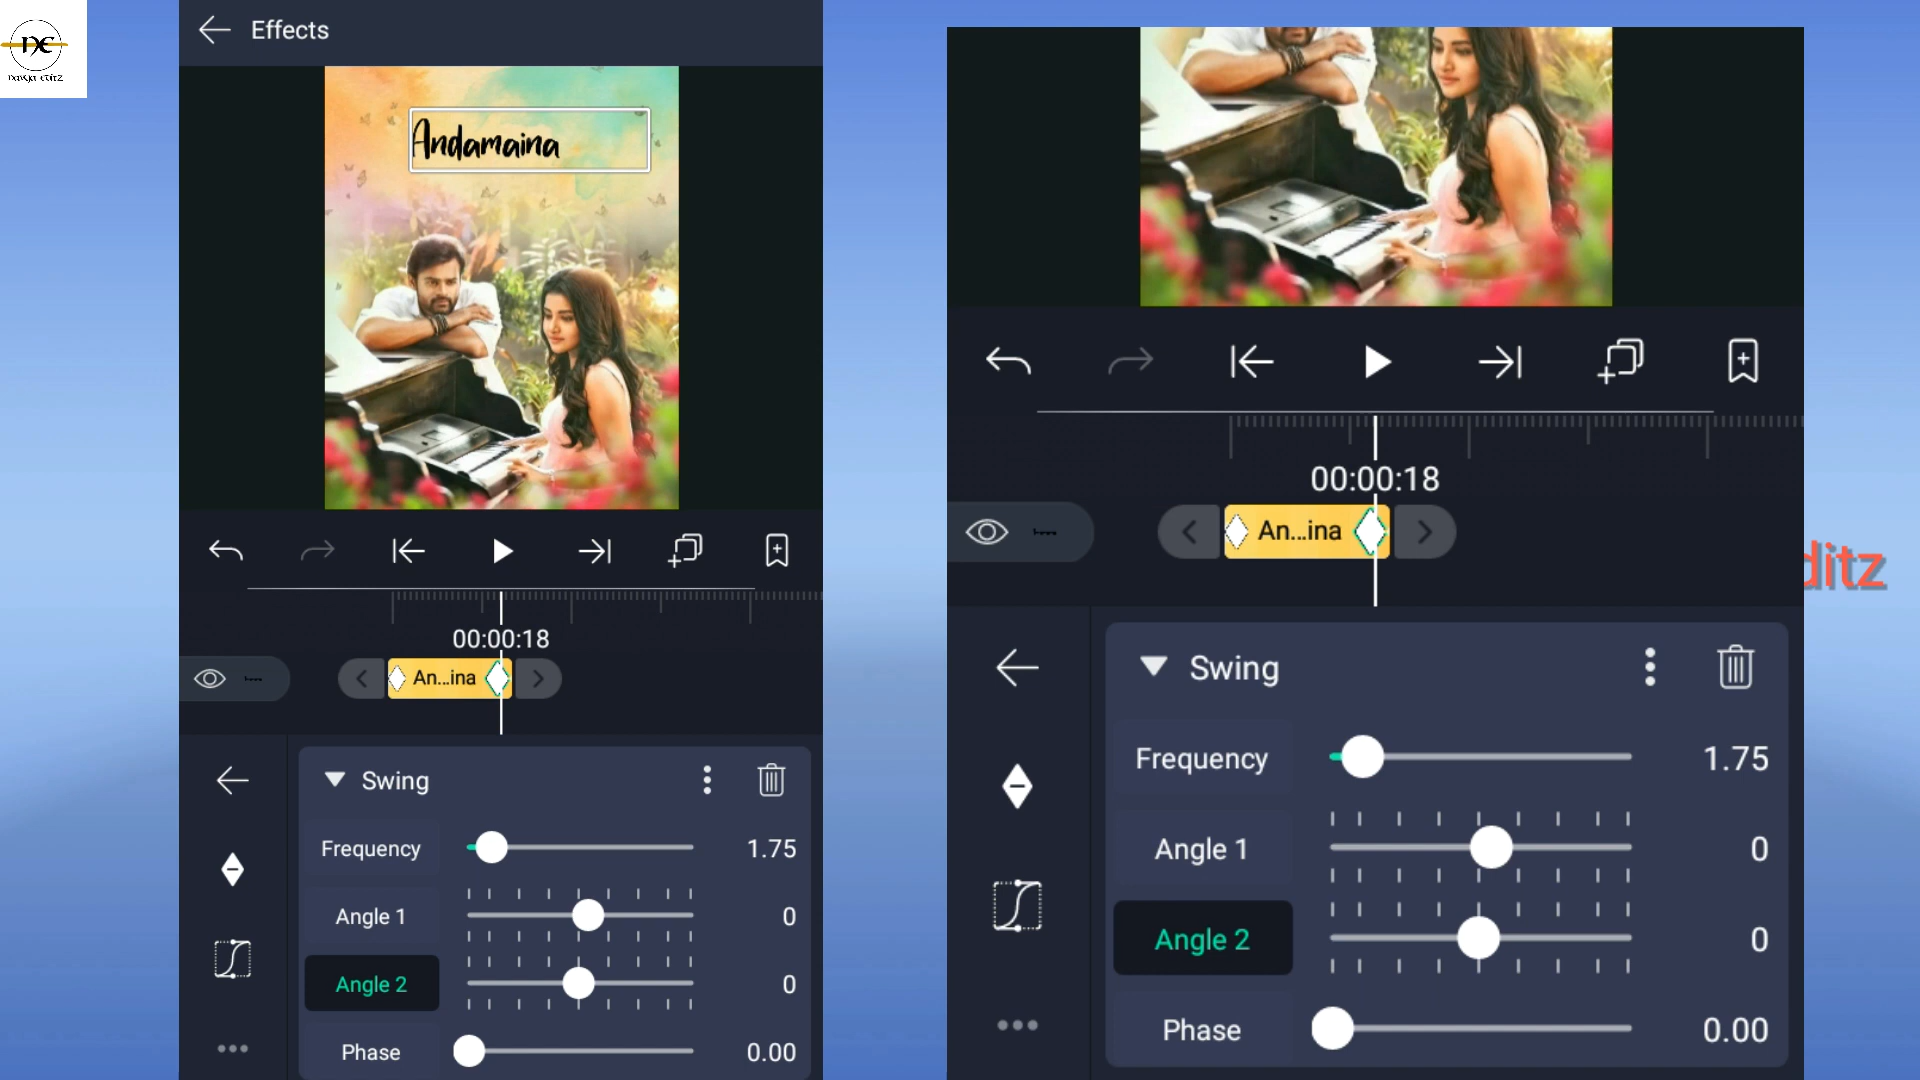 Effects
Andamaina
00:00:18
An...ina
Swing
Frequency 1.75
Angle 1 0
Angle 2 0
Phase 0.00
00:00:18
An...ina
Swing
Frequency 1.75
Angle 1 0
Angle 2 0
Phase 0.00
ditz